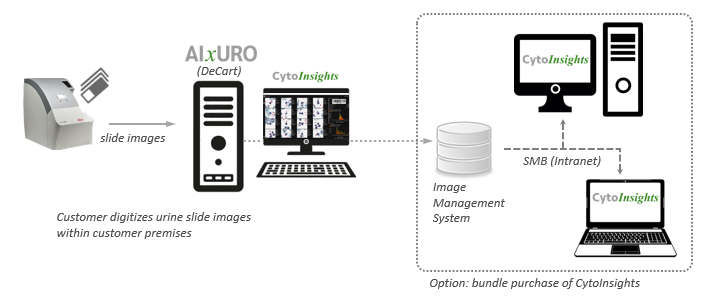 AIxURO
(DeCart)
CytoInsights
slide images
Customer digitizes urine slide images
within customer premises
CytoInsights
Image
Management
System
SMB (Intranet)
CytoInsights
Option: bundle purchase of CytoInsights